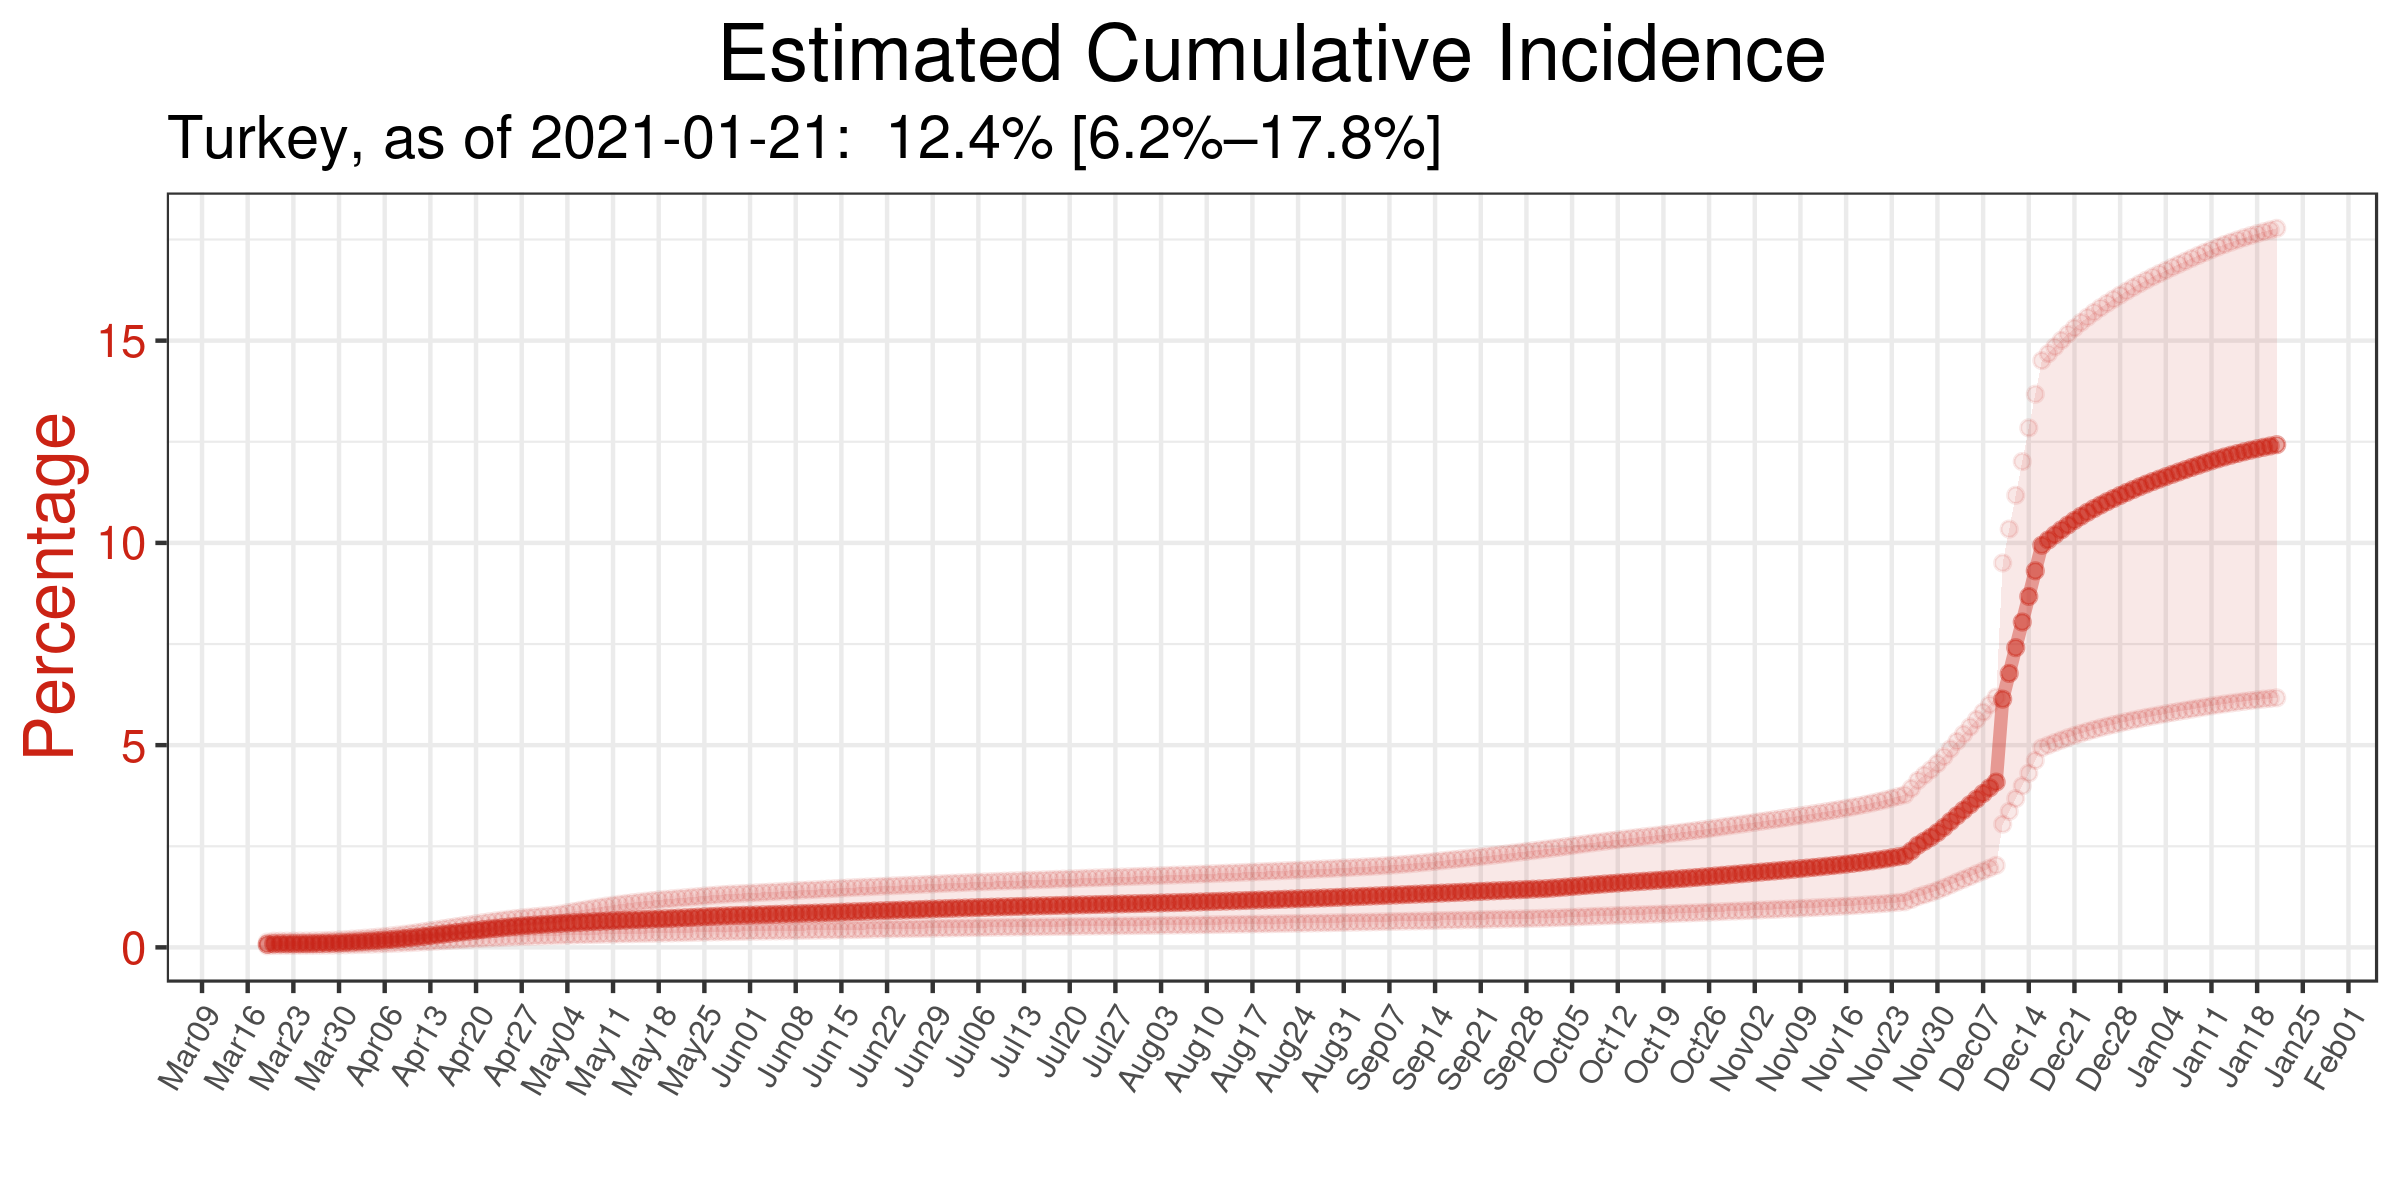 Estimated Cumulative Incidence
Turkey, as of 2021-01-21:  12.4% [6.2%–17.8%]
Percentage
15
10
5
0
Mar09
Mar16
Mar23
Mar30
Apr06
Apr13
Apr20
Apr27
May04
May11
May18
May25
Jun01
Jun08
Jun15
Jun22
Jun29
Jul06
Jul13
Jul20
Jul27
Aug03
Aug10
Aug17
Aug24
Aug31
Sep07
Sep14
Sep21
Sep28
Oct05
Oct12
Oct19
Oct26
Nov02
Nov09
Nov16
Nov23
Nov30
Dec07
Dec14
Dec21
Dec28
Jan04
Jan11
Jan18
Jan25
Feb01